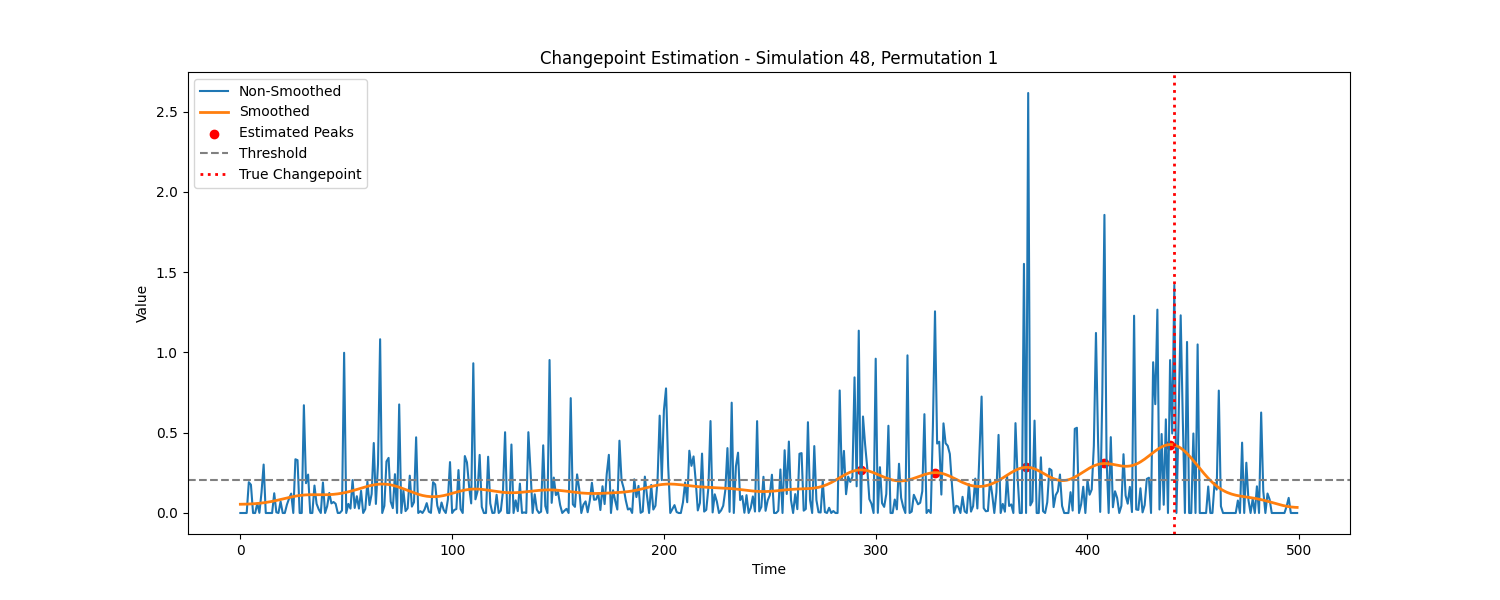 Changepoint Estimation - Simulation 48, Permutation 1
Non-Smoothed
Smoothed
Estimated Peaks
Threshold
True Changepoint
Value
2.5
2.0
1.5
1.0
0.5
0.0
0
100
200
300
400
500
Time